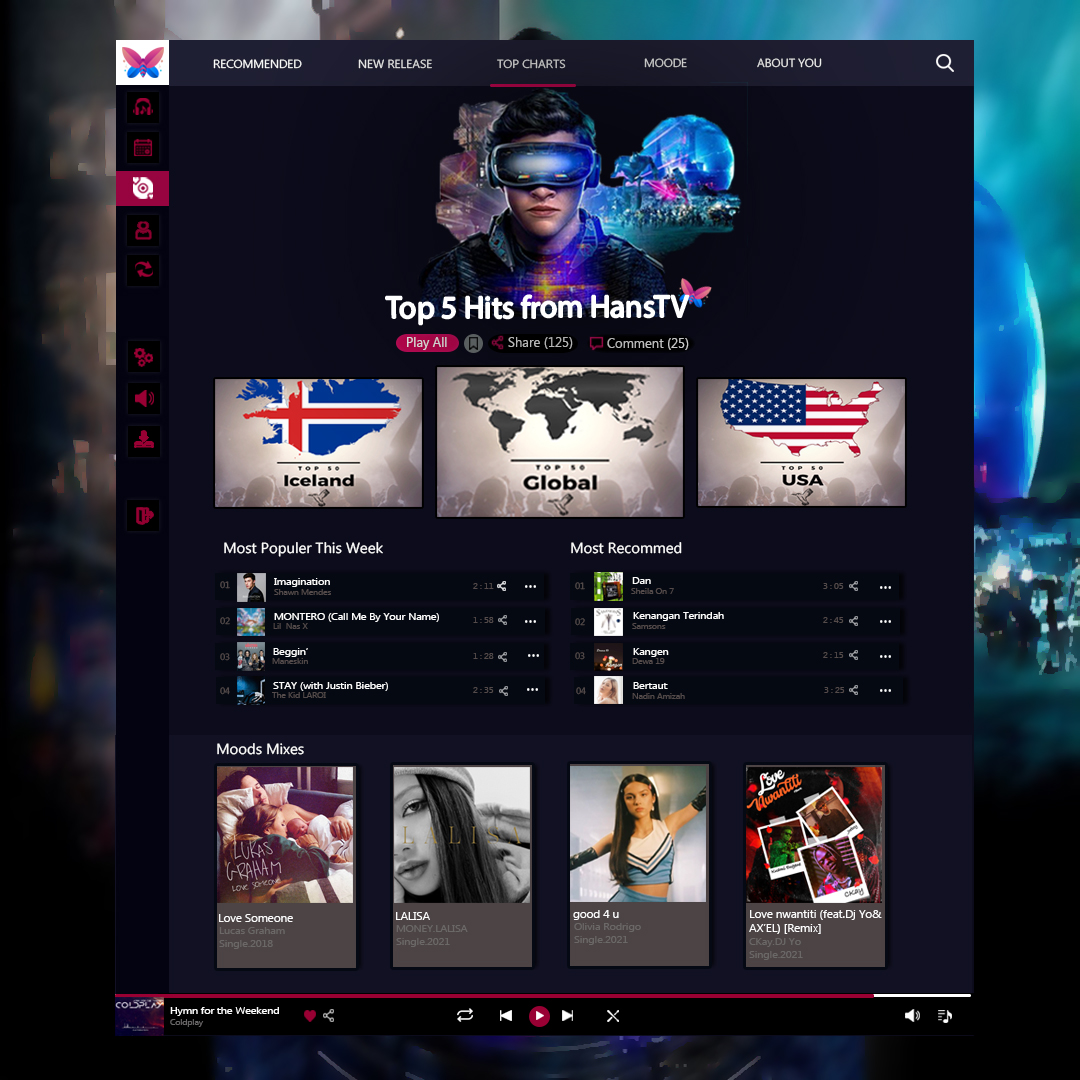 RECOMMENDED NEW RELEASE TOP CHARTS MOODE ABOUT YOU
Top 5 Hits from HansTV
Play All Share (125) Comment (25)
TOP 50
Iceland
TOP 50
Global
TOP 50
USA
Most Populer This Week
01 Imagination 2:11
Shawn Mendes
02 MONTERO (Call Me By Your Name) 1:58
Lil Nas X
03 Beggin' 1:28
Maneskin
04 STAY (with Justin Bieber) 2:35
The Kid LAROI
Most Recommed
01 Dan 3:05
Sheila On 7
02 Kenangan Terindah 2:45
Samsons
03 Kangen 2:15
Dewa 19
04 Bertaut 3:25
Nadin Amizah
Moods Mixes
LUKAS
GRAHAM
LOVE SOMEONE
Love Someone
Lucas Graham
Single.2018
LALISA
LALISA
MONEY.LALISA
Single.2021
good 4 u
Olivia Rodrigo
Single.2021
Love
Nwantiti
CKAY
Love nwantiti (feat.Dj Yo&
AX'EL) [Remix]
CKay.DJ Yo
Single.2021
COLDPLAY
Hymn for the Weekend
Coldplay